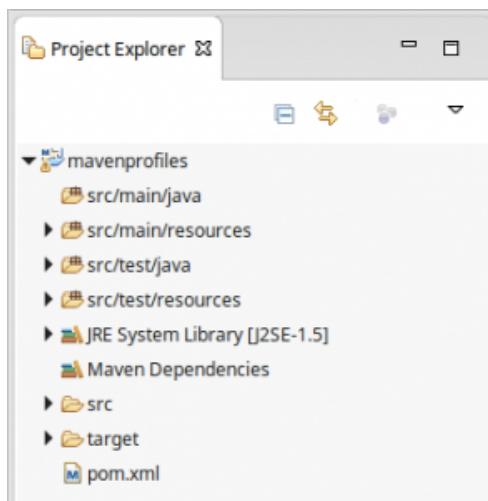 Project Explorer
mavenprofiles
src/main/java
src/main/resources
src/test/java
src/test/resources
JRE System Library [J2SE-1.5]
Maven Dependencies
src
target
pom.xml